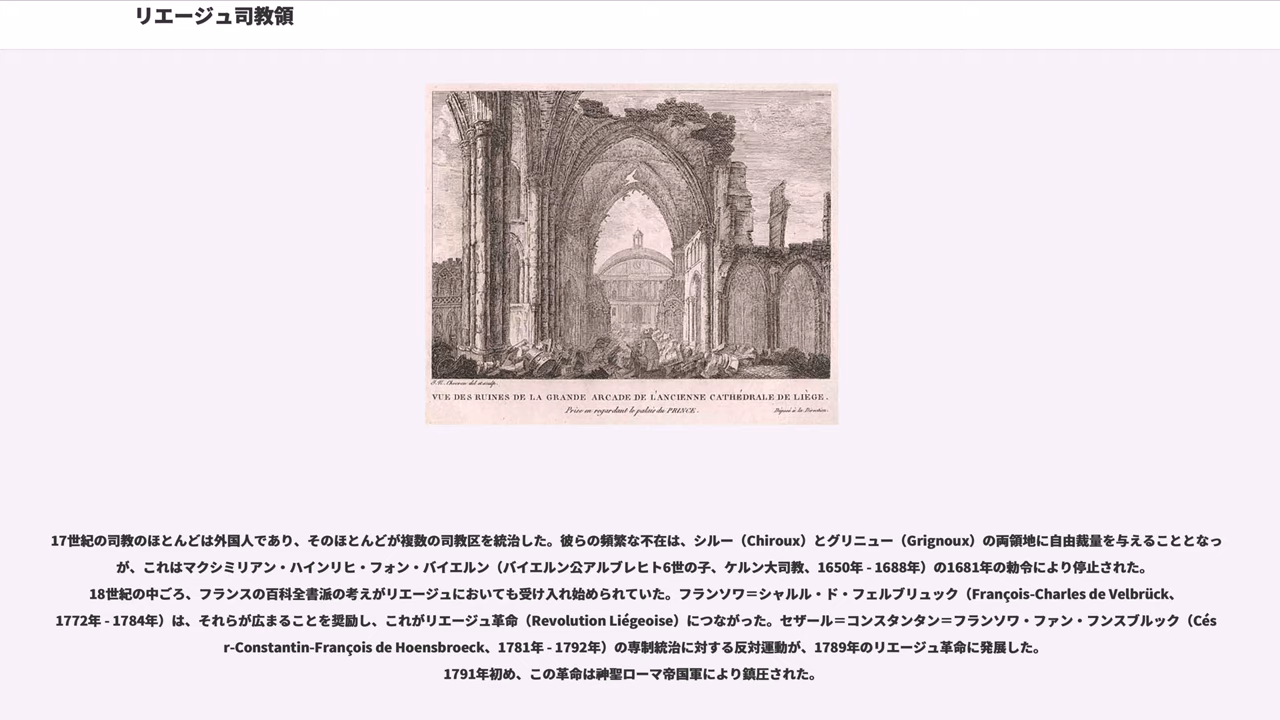 リエージュ司教領
J. N. Chevron del et sculp.
VUE DES RUINES DE LA GRANDE ARCADE DE L'ANCIENNE CATHÉDRALE DE LIÈGE.
Prise en regardant le palais du PRINCE.
Déposé à la Direction.
17世紀の司教のほとんどは外国人であり、そのほとんどが複数の司教区を統治した。彼らの頻繁な不在は、シルー（Chiroux）とグリニュー（Grignoux）の両領地に自由裁量を与えることとなっ
が、これはマクシミリアン・ハインリヒ・フォン・バイエルン（バイエルン公アルブレヒト6世の子、ケルン大司教、1650年 - 1688年）の1681年の勅令により停止された。
18世紀の中ごろ、フランスの百科全書派の考えがリエージュにおいても受け入れ始められていた。フランソワ＝シャルル・ド・フェルブリュック（François-Charles de Velbrück、
1772年 - 1784年）は、それらが広まることを奨励し、これがリエージュ革命（Revolution Liégeoise）につながった。セザール＝コンスタンタン＝フランソワ・ファン・フンスブルック（Cés
r-Constantin-François de Hoensbroeck、1781年 - 1792年）の専制統治に対する反対運動が、1789年のリエージュ革命に発展した。
1791年初め、この革命は神聖ローマ帝国軍により鎮圧された。